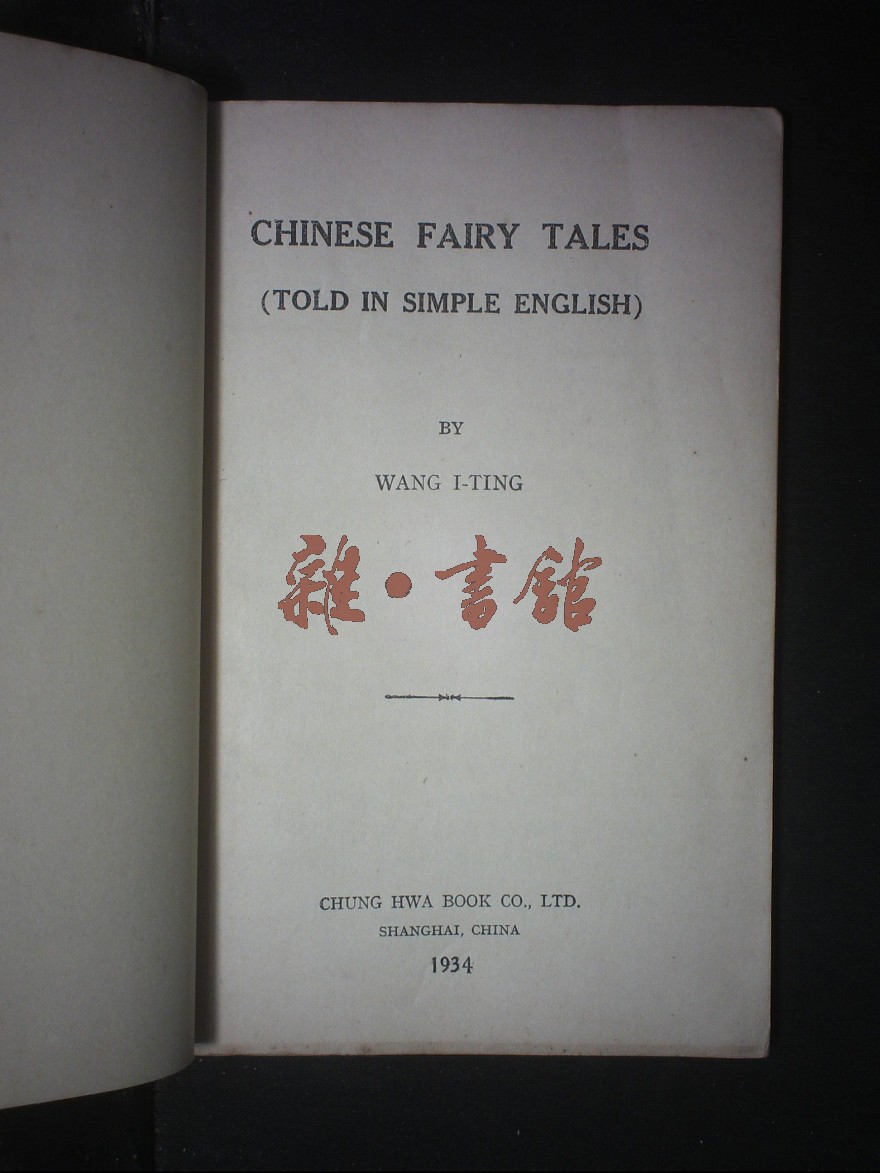 CHINESE FAIRY TALES
(TOLD IN SIMPLE ENGLISH)
BY
WANG I-TING
雜·書館
CHUNG HWA BOOK CO., LTD.
SHANGHAI, CHINA
1934